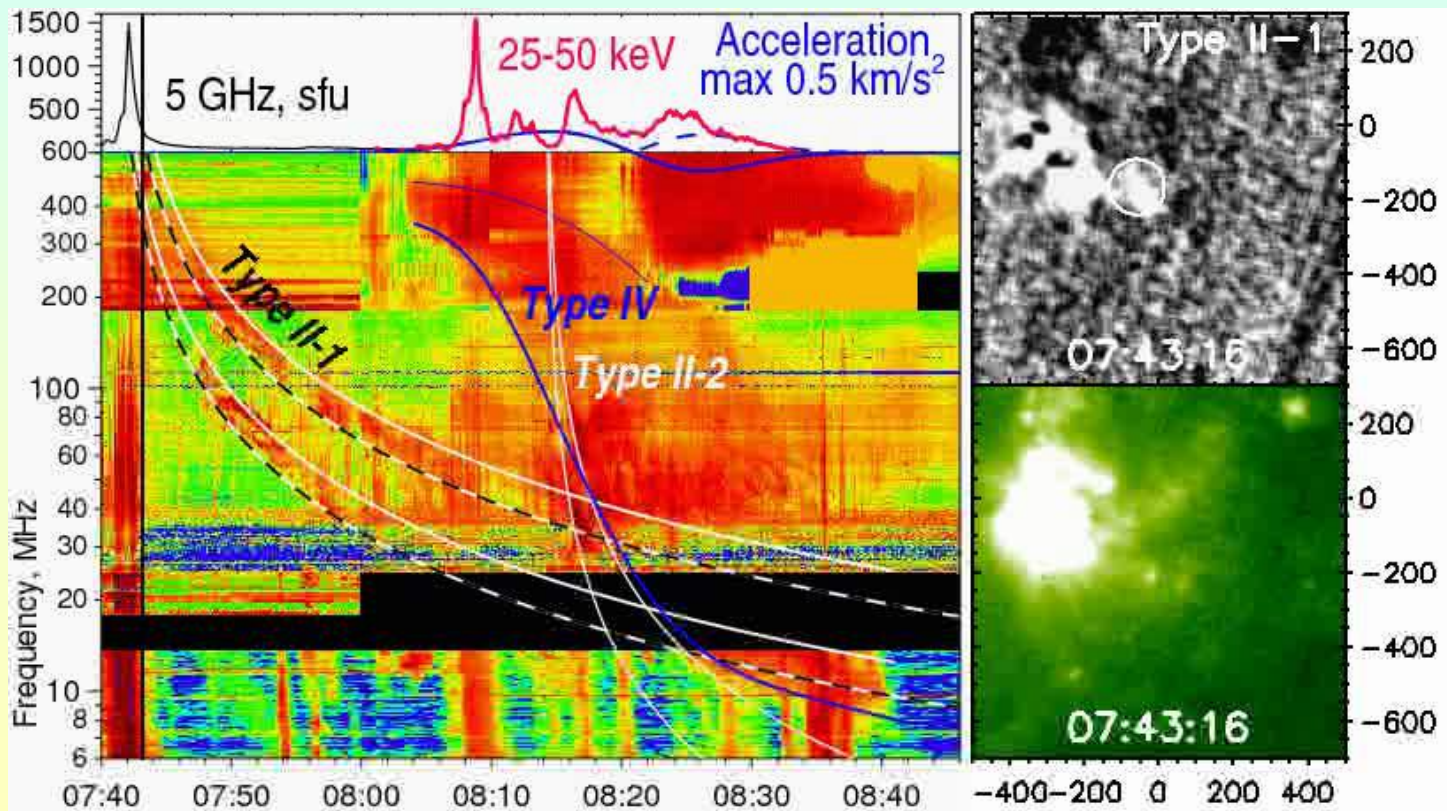 1500
1000
500
5 GHz, sfu
25-50 keV
Acceleration
max 0.5 km/s²
600
400
300
200
100
80
60
40
30
20
10
8
6
Frequency, MHz
Type II-1
Type IV
Type II-2
07:40 07:50 08:00 08:10 08:20 08:30 08:40
Type II-1
07:43:16
200
0
-200
-400
-600
07:43:16
200
0
-200
-400
-600
-400 -200 0 200 400